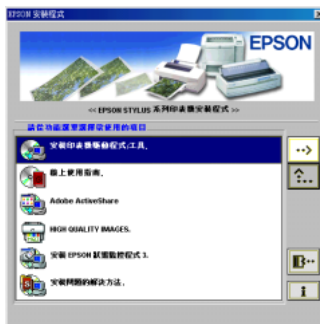 EPSON 安裝程式
EPSON
<< EPSON STYLUS 系列印表機安裝程式 >>
請從功能選要選擇需使用的項目
安裝印表機驅動程式/工具.
線上使用指南.
Adobe ActiveShare
HIGH QUALITY IMAGES.
安裝 EPSON 狀態監控程式 3.
安裝問題的解決方法.